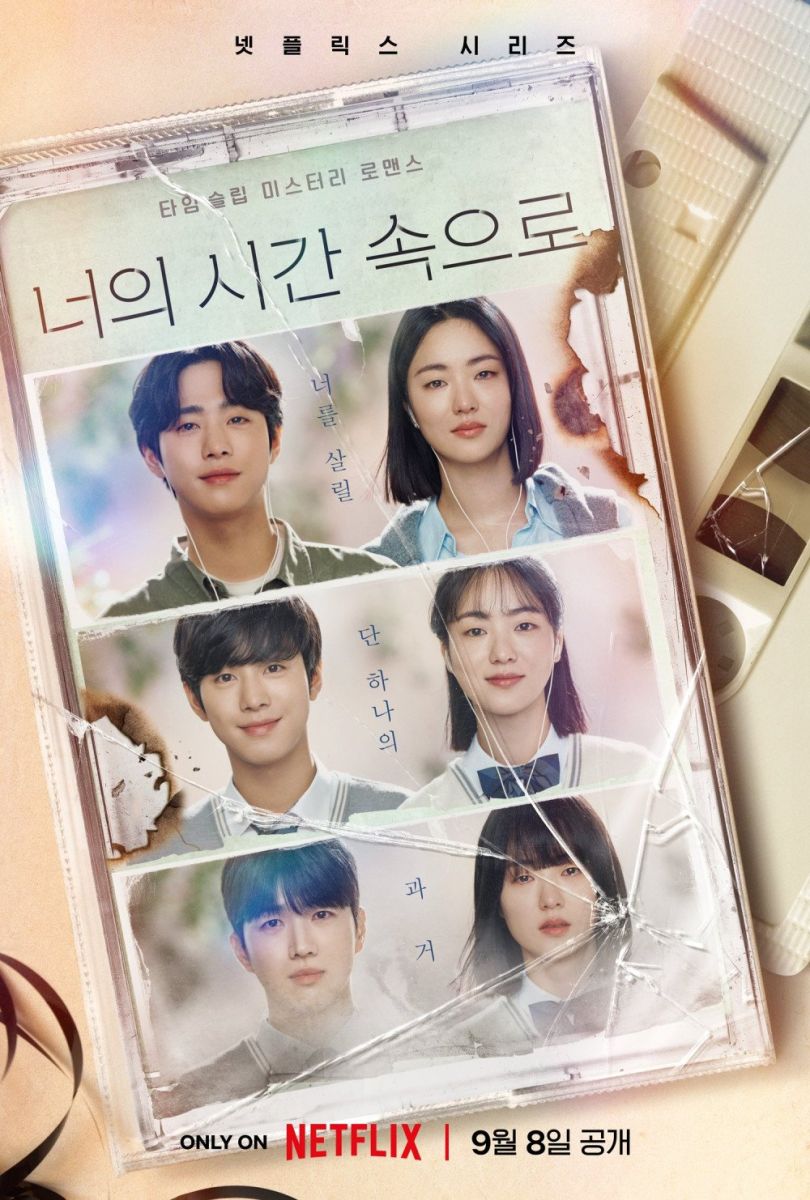 넷플릭스 시리즈
타임슬립 미스터리 로맨스
너의 시간 속으로
너를 살릴
단 하나의
과거
ONLY ON NETFLIX | 9월 8일 공개